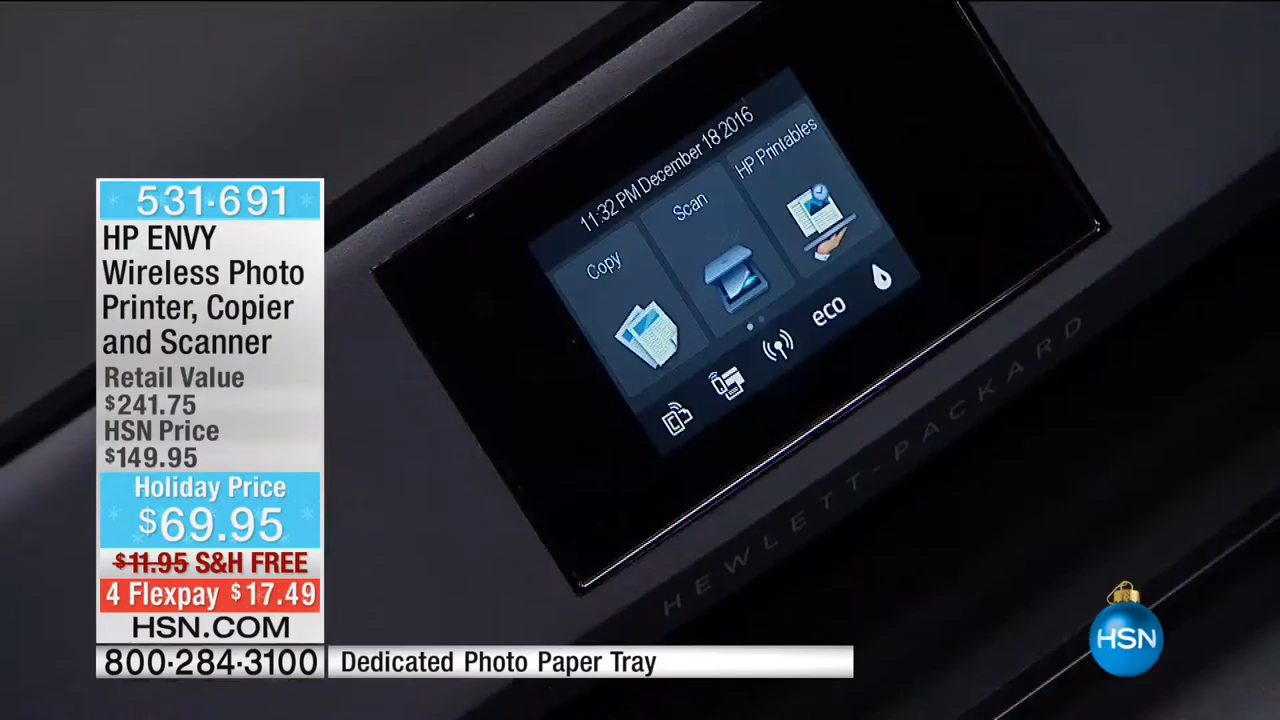 531-691
HP ENVY
Wireless Photo
Printer, Copier
and Scanner
Retail Value
$241.75
HSN Price
$149.95
Holiday Price
$69.95
$11.95 S&H FREE
4 Flexpay $17.49
HSN.COM
800-284-3100
Dedicated Photo Paper Tray
11:32 PM December 18 2016
Copy
Scan
HP Printables
eco
HEWLETT-PACKARD
HSN